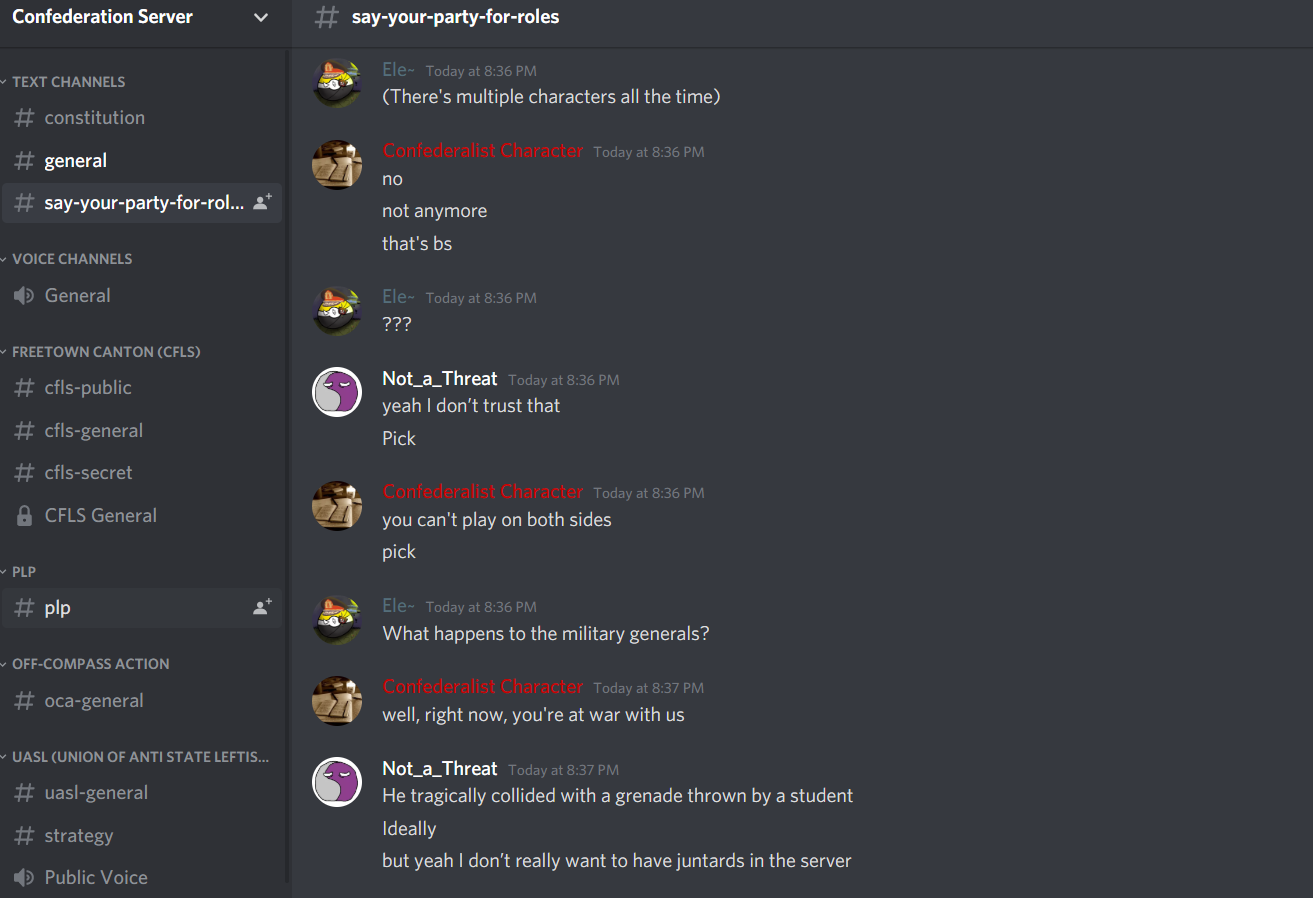 Confederation Server
TEXT CHANNELS
# constitution
# general
# say-your-party-for-rol...
VOICE CHANNELS
General
FREETOWN CANTON (CFLS)
# cfls-public
# cfls-general
# cfls-secret
CFLS General
PLP
# plp
OFF-COMPASS ACTION
# oca-general
UASL (UNION OF ANTI STATE LEFTIS...
# uasl-general
# strategy
Public Voice
# say-your-party-for-roles
Ele~ Today at 8:36 PM
(There's multiple characters all the time)
Confederalist Character Today at 8:36 PM
no
not anymore
that's bs
Ele~ Today at 8:36 PM
???
Not_a_Threat Today at 8:36 PM
yeah I don’t trust that
Pick
Confederalist Character Today at 8:36 PM
you can't play on both sides
pick
Ele~ Today at 8:36 PM
What happens to the military generals?
Confederalist Character Today at 8:37 PM
well, right now, you're at war with us
Not_a_Threat Today at 8:37 PM
He tragically collided with a grenade thrown by a student
Ideally
but yeah I don’t really want to have juntards in the server